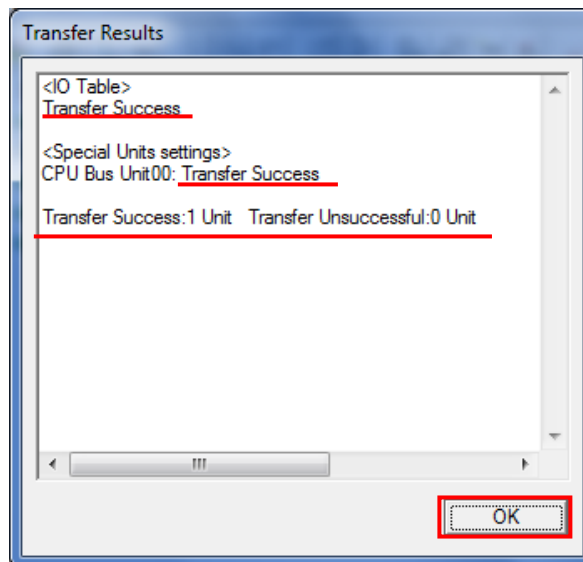 Transfer Results
<IO Table>
Transfer Success
<Special Units settings>
CPU Bus Unit00: Transfer Success
Transfer Success:1 Unit   Transfer Unsuccessful:0 Unit
OK